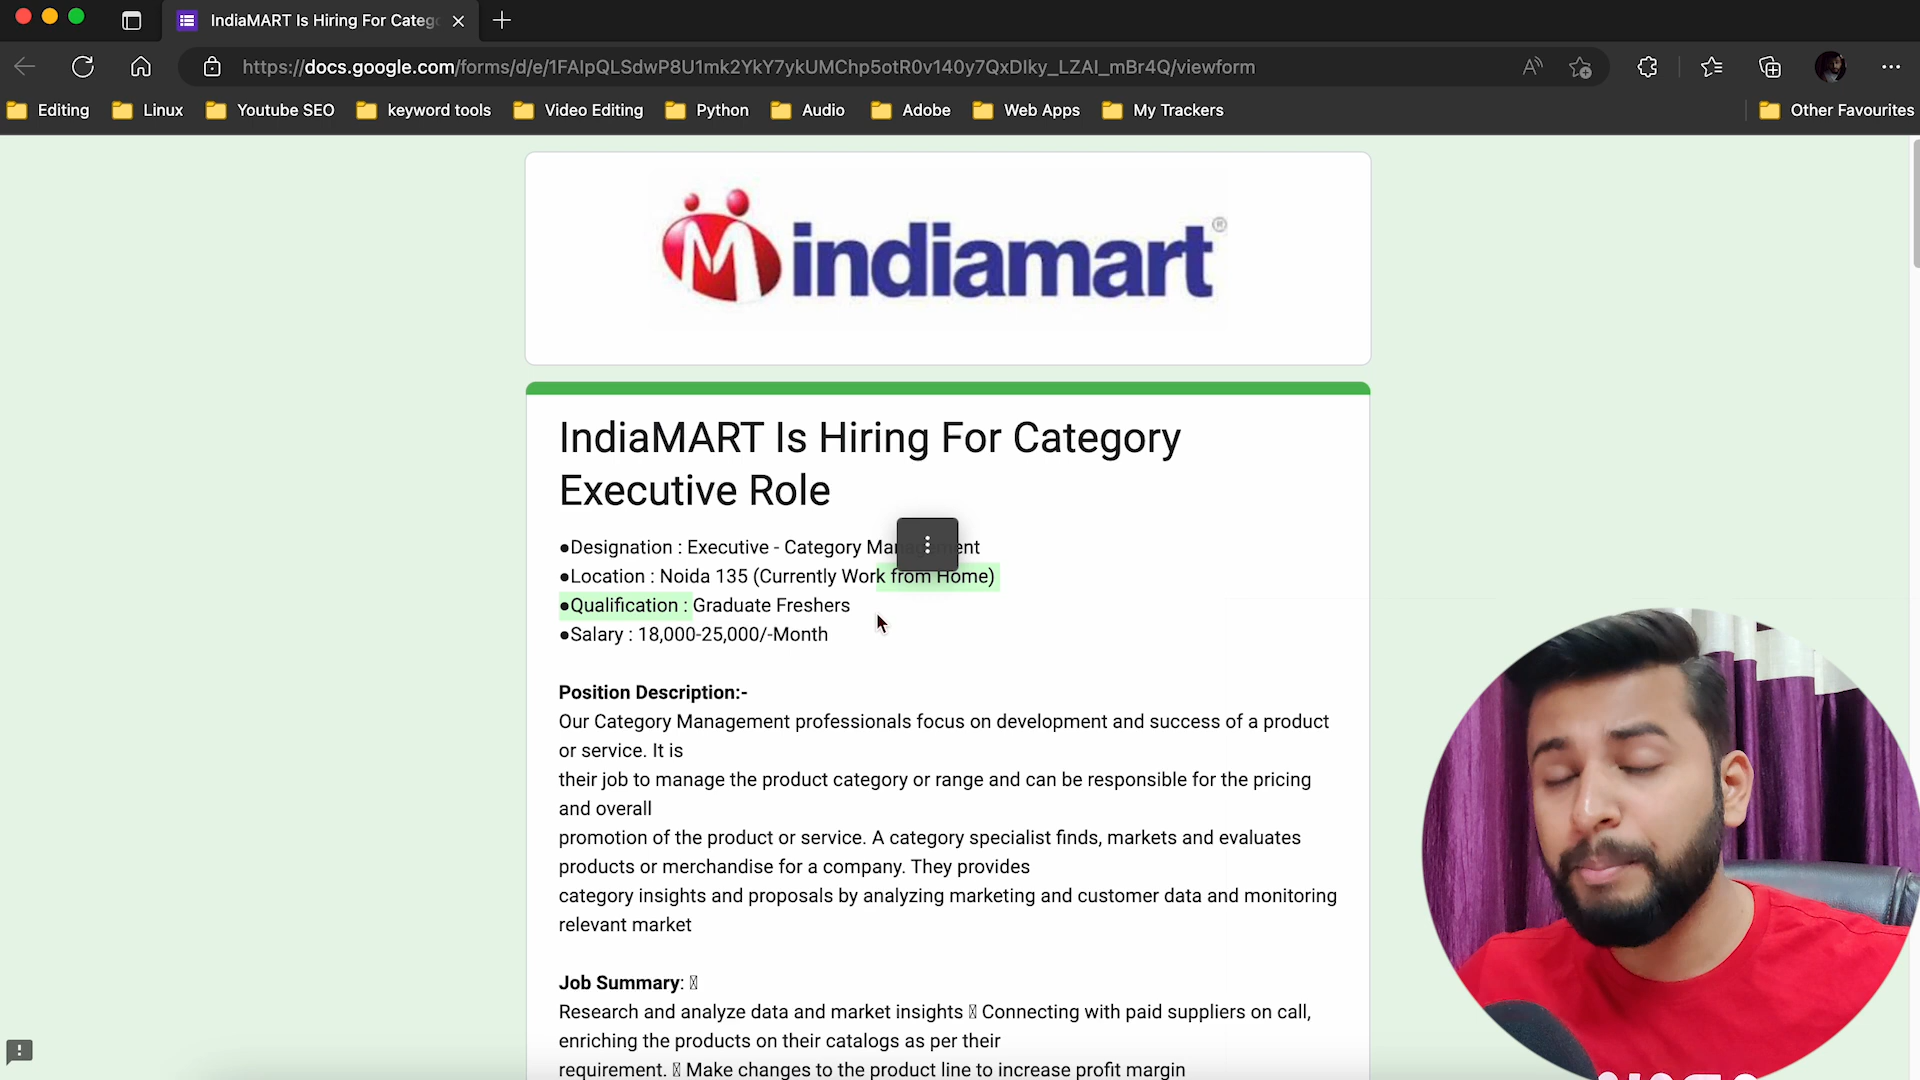 IndiaMART Is Hiring For Categ
https://docs.google.com/forms/d/e/1FAIpQLSdwP8U1mk2YkY7ykUMChp5otR0v140y7QxDIky_LZAI_mBr4Q/viewform
Editing Linux Youtube SEO keyword tools Video Editing Python Audio Adobe Web Apps My Trackers Other Favourites
indiamart®
IndiaMART Is Hiring For Category
Executive Role
●Designation : Executive - Category Management
●Location : Noida 135 (Currently Work from Home)
●Qualification : Graduate Freshers
●Salary : 18,000-25,000/-Month
Position Description:-
Our Category Management professionals focus on development and success of a product
or service. It is
their job to manage the product category or range and can be responsible for the pricing
and overall
promotion of the product or service. A category specialist finds, markets and evaluates
products or merchandise for a company. They provides
category insights and proposals by analyzing marketing and customer data and monitoring
relevant market
Job Summary:
Research and analyze data and market insights Connecting with paid suppliers on call,
enriching the products on their catalogs as per their
requirement. Make changes to the product line to increase profit margin